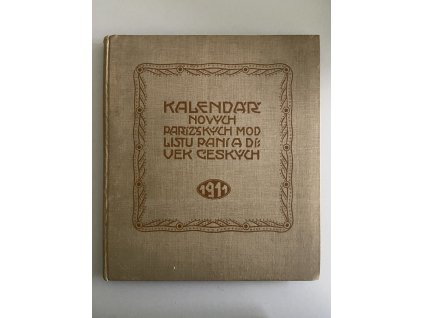 KALENDÁŘ
NOVÝCH
PAŘÍŽSKÝCH MOD
LISTU PANÍ A DÍ
VEK ČESKÝCH
1911